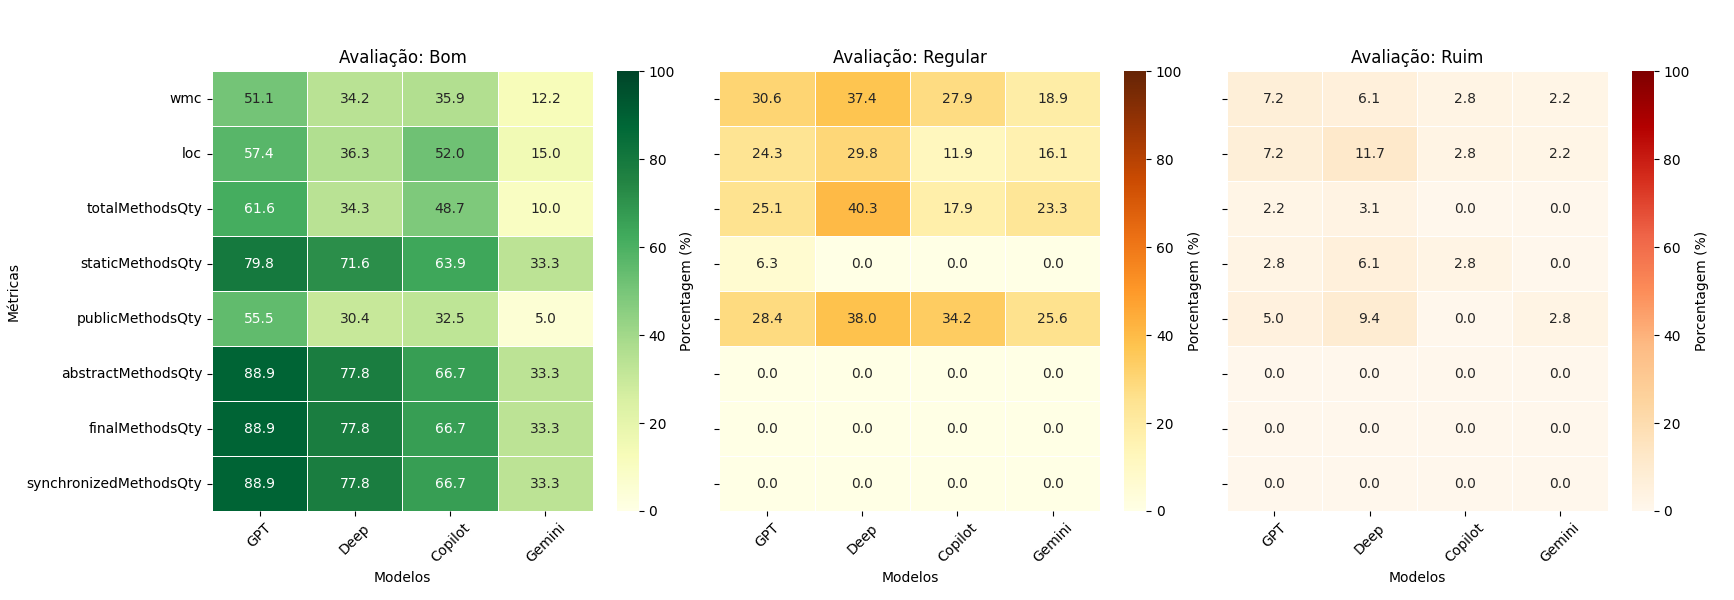 Avaliação: Bom
Avaliação: Regular
Avaliação: Ruim
Métricas
wmc 51.1 34.2 35.9 12.2
loc 57.4 36.3 52.0 15.0
totalMethodsQty 61.6 34.3 48.7 10.0
staticMethodsQty 79.8 71.6 63.9 33.3
publicMethodsQty 55.5 30.4 32.5 5.0
abstractMethodsQty 88.9 77.8 66.7 33.3
finalMethodsQty 88.9 77.8 66.7 33.3
synchronizedMethodsQty 88.9 77.8 66.7 33.3
GPT Deep Copilot Gemini
Modelos
100
80
60
40
20
0
Porcentagem (%)
30.6 37.4 27.9 18.9
24.3 29.8 11.9 16.1
25.1 40.3 17.9 23.3
6.3 0.0 0.0 0.0
28.4 38.0 34.2 25.6
0.0 0.0 0.0 0.0
0.0 0.0 0.0 0.0
0.0 0.0 0.0 0.0
GPT Deep Copilot Gemini
Modelos
100
80
60
40
20
0
Porcentagem (%)
7.2 6.1 2.8 2.2
7.2 11.7 2.8 2.2
2.2 3.1 0.0 0.0
2.8 6.1 2.8 0.0
5.0 9.4 0.0 2.8
0.0 0.0 0.0 0.0
0.0 0.0 0.0 0.0
0.0 0.0 0.0 0.0
GPT Deep Copilot Gemini
Modelos
100
80
60
40
20
0
Porcentagem (%)